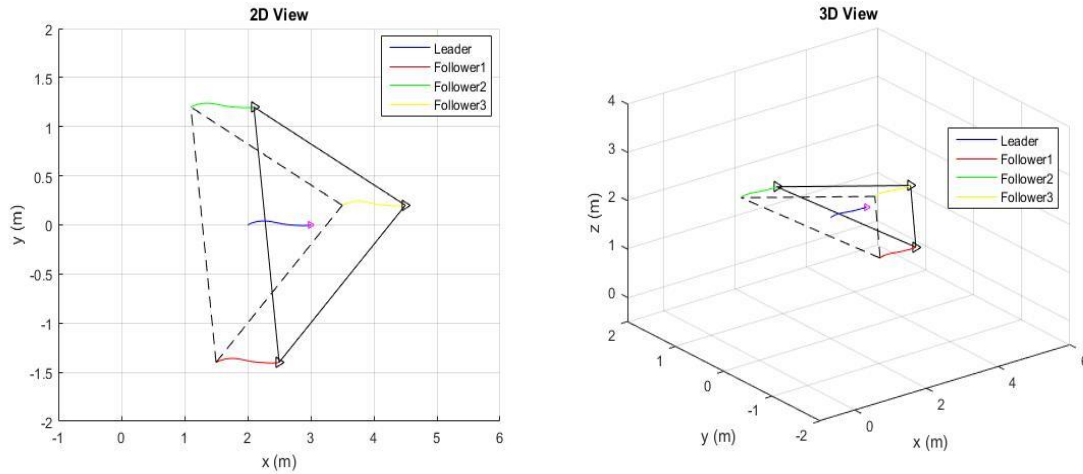 2D View
2
1.5
1
0.5
0
-0.5
-1
-1.5
-2
-1 0 1 2 3 4 5 6
y (m)
x (m)
Leader
Follower1
Follower2
Follower3
3D View
4
3
2
1
0
z (m)
2
1
0
-1
-2
y (m)
0
2
4
6
x (m)
Leader
Follower1
Follower2
Follower3